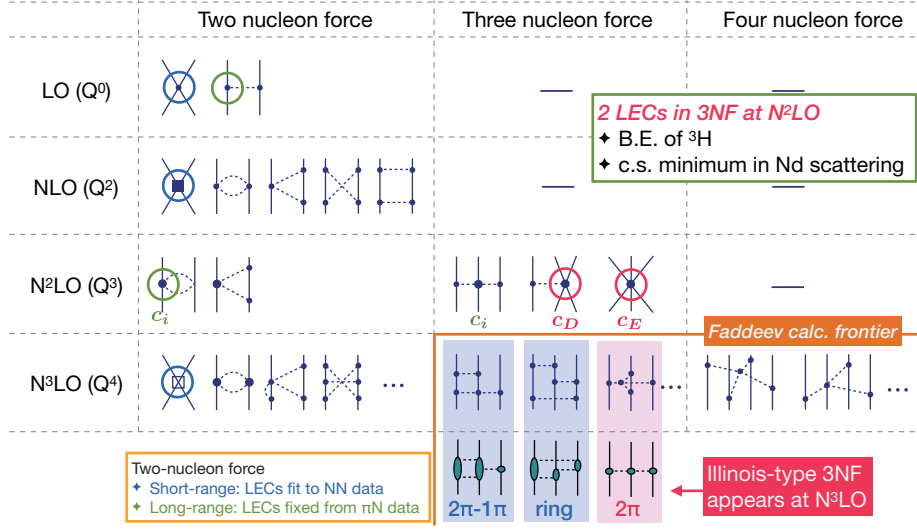 Two nucleon force
Three nucleon force
Four nucleon force
LO (Q⁰)
2 LECs in 3NF at N²LO
✦ B.E. of ³H
✦ c.s. minimum in Nd scattering
NLO (Q²)
N²LO (Q³)
cᵢ
cᵢ
c_D
c_E
Faddeev calc. frontier
N³LO (Q⁴)
...
...
...
Two-nucleon force
✦ Short-range: LECs fit to NN data
✦ Long-range: LECs fixed from πN data
2π-1π
ring
2π
Illinois-type 3NF
appears at N³LO